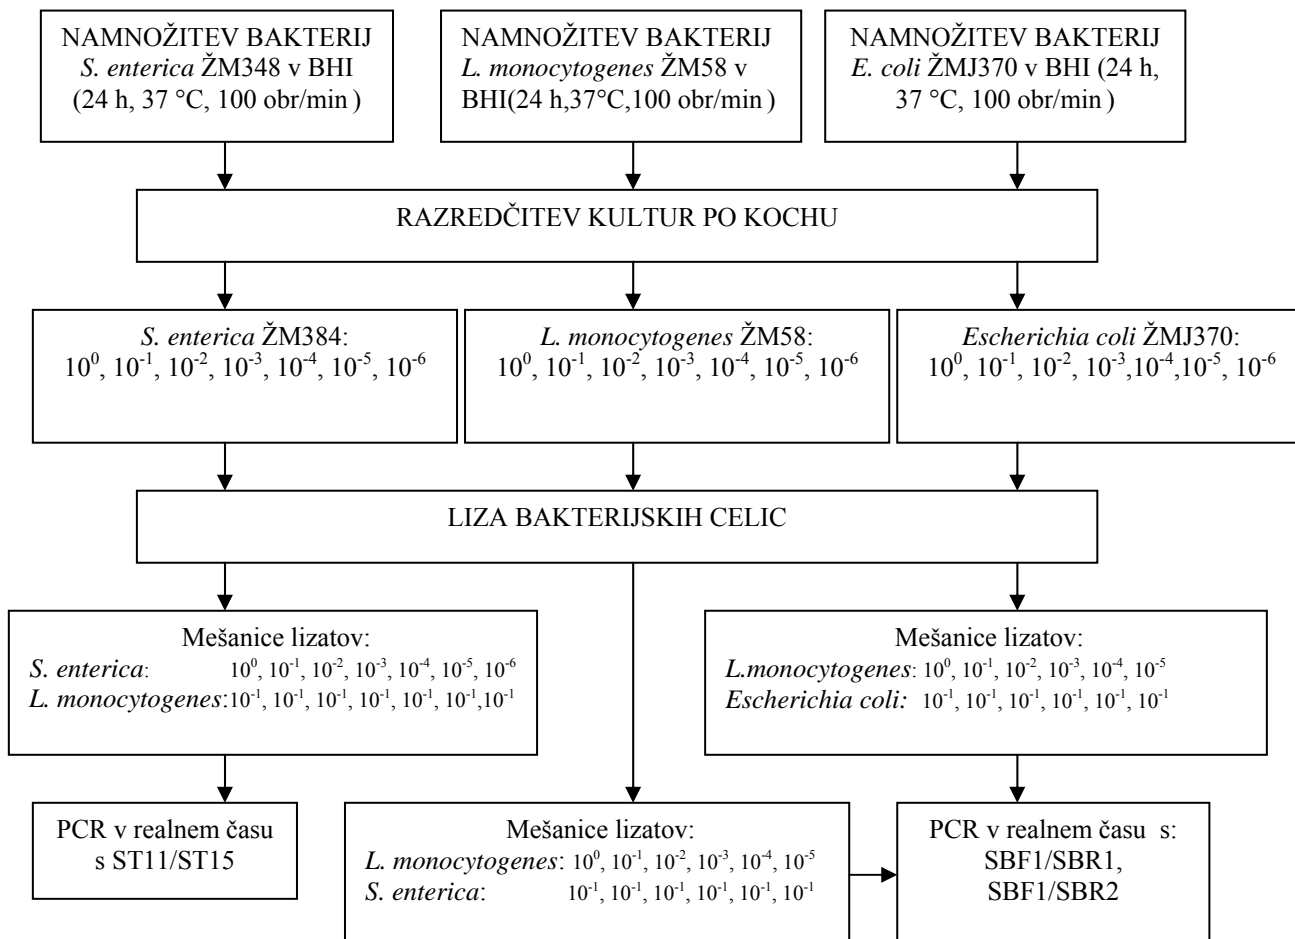 NAMNOŽITEV BAKTERIJ
S. enterica ŽM348 v BHI
(24 h, 37 °C, 100 obr/min )
NAMNOŽITEV BAKTERIJ
L. monocytogenes ŽM58 v
BHI(24 h,37°C,100 obr/min )
NAMNOŽITEV BAKTERIJ
E. coli ŽMJ370 v BHI (24 h,
37 °C, 100 obr/min )
RAZREDČITEV KULTUR PO KOCHU
S. enterica ŽM384:
10⁰, 10⁻¹, 10⁻², 10⁻³, 10⁻⁴, 10⁻⁵, 10⁻⁶
L. monocytogenes ŽM58:
10⁰, 10⁻¹, 10⁻², 10⁻³, 10⁻⁴, 10⁻⁵, 10⁻⁶
Escherichia coli ŽMJ370:
10⁰, 10⁻¹, 10⁻², 10⁻³,10⁻⁴,10⁻⁵, 10⁻⁶
LIZA BAKTERIJSKIH CELIC
Mešanice lizatov:
S. enterica: 10⁰, 10⁻¹, 10⁻², 10⁻³, 10⁻⁴, 10⁻⁵, 10⁻⁶
L. monocytogenes:10⁻¹, 10⁻¹, 10⁻¹, 10⁻¹, 10⁻¹, 10⁻¹,10⁻¹
Mešanice lizatov:
L.monocytogenes: 10⁰, 10⁻¹, 10⁻², 10⁻³, 10⁻⁴, 10⁻⁵
Escherichia coli: 10⁻¹, 10⁻¹, 10⁻¹, 10⁻¹, 10⁻¹, 10⁻¹
PCR v realnem času
s ST11/ST15
Mešanice lizatov:
L. monocytogenes: 10⁰, 10⁻¹, 10⁻², 10⁻³, 10⁻⁴, 10⁻⁵
S. enterica: 10⁻¹, 10⁻¹, 10⁻¹, 10⁻¹, 10⁻¹, 10⁻¹
PCR v realnem času s:
SBF1/SBR1,
SBF1/SBR2